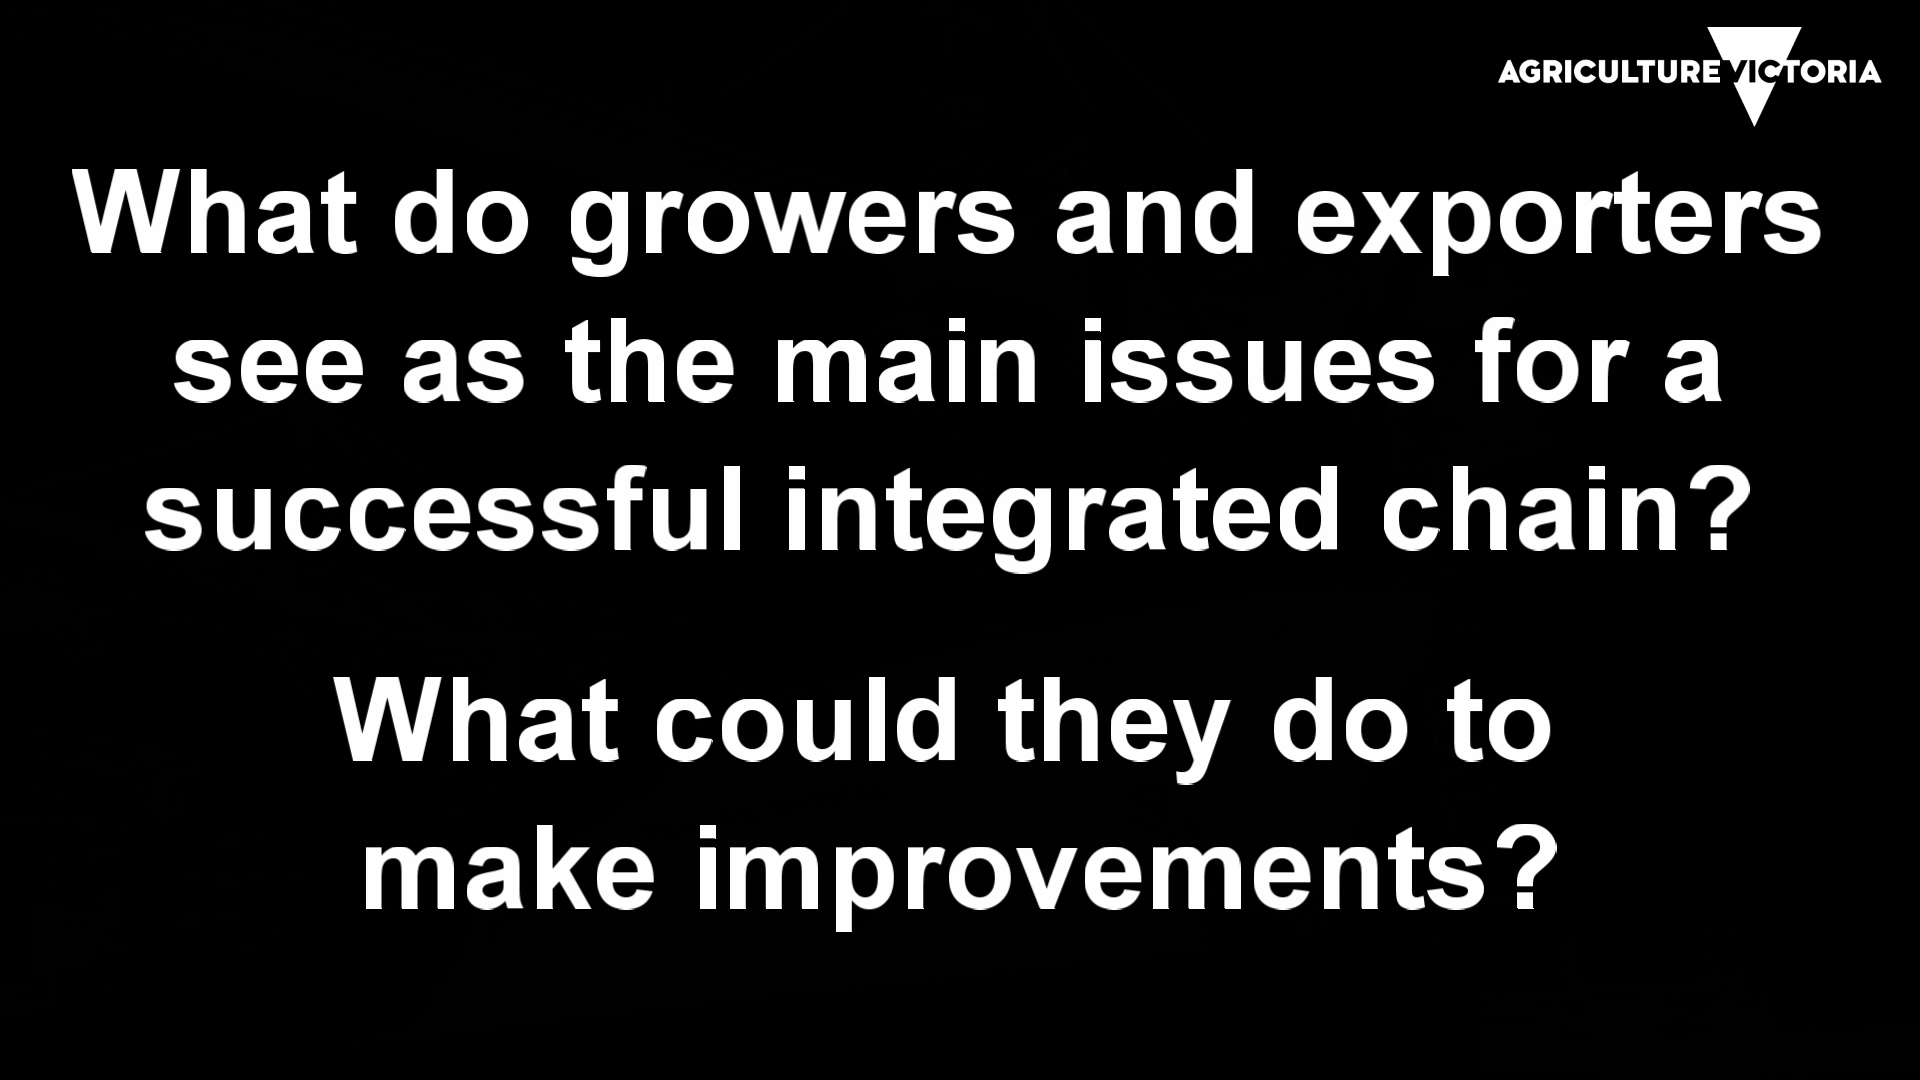 AGRICULTURE VICTORIA
What do growers and exporters
see as the main issues for a
successful integrated chain?
What could they do to
make improvements?